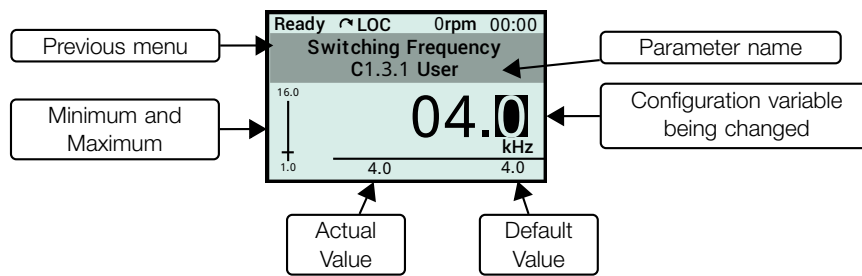 Ready ↷ LOC 0rpm 00:00
Previous menu
Switching Frequency
C1.3.1 User
Parameter name
Minimum and
Maximum
16.0
1.0
04.0
kHz
4.0 4.0
Configuration variable
being changed
Actual
Value
Default
Value